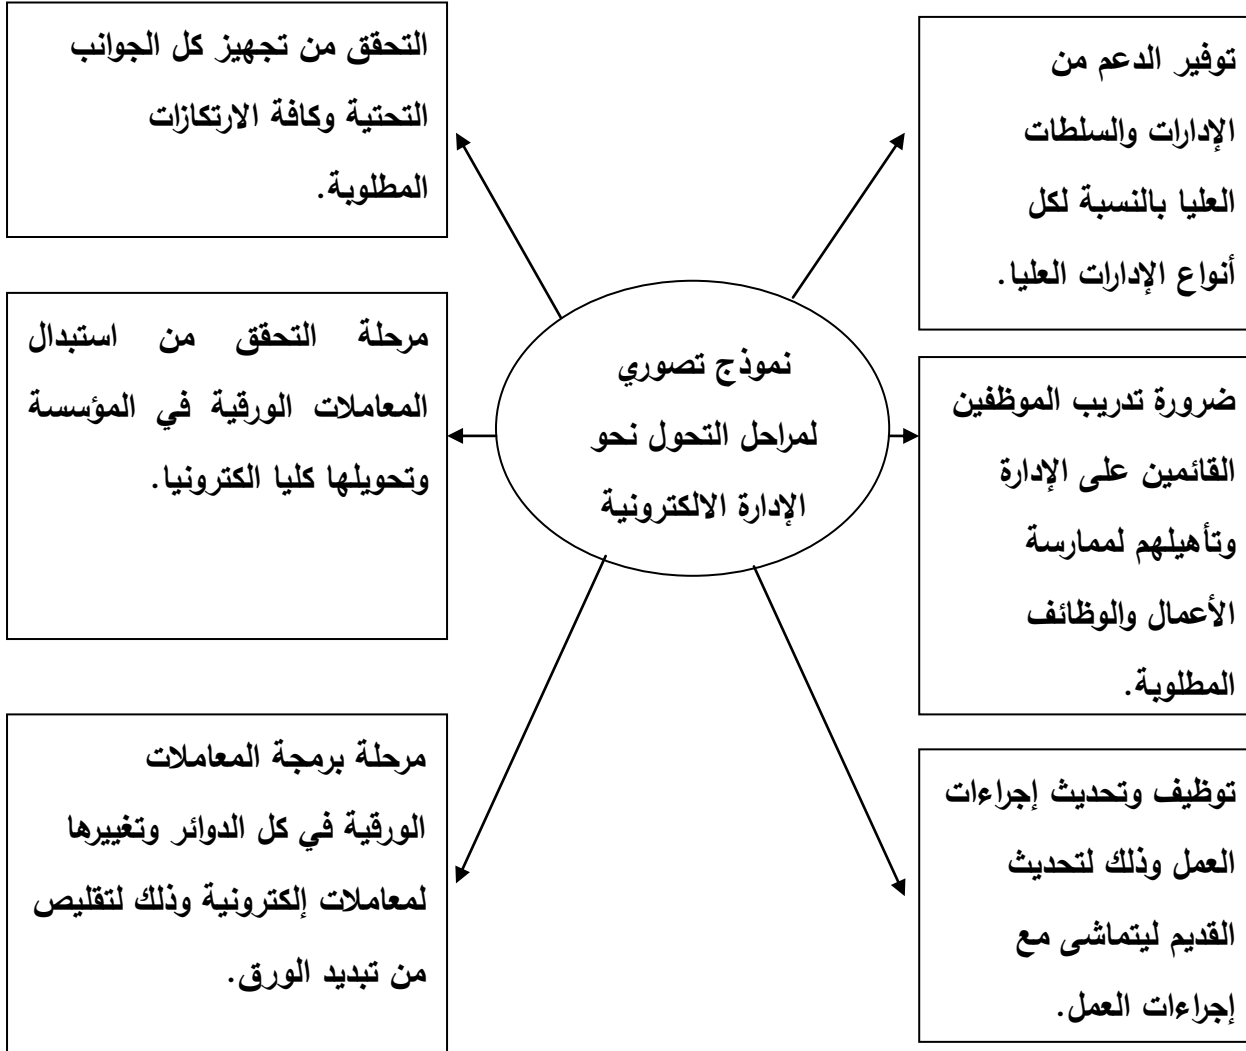 توفير الدعم من
الإدارات والسلطات
العليا بالنسبة لكل
أنواع الإدارات العليا.
ضرورة تدريب الموظفين
القائمين على الإدارة
وتأهيلهم لممارسة
الأعمال والوظائف
المطلوبة.
توظيف وتحديث إجراءات
العمل وذلك لتحديث
القديم ليتماشى مع
إجراءات العمل.
نموذج تصوري
لمراحل التحول نحو
الإدارة الالكترونية
التحقق من تجهيز كل الجوانب
التحتية وكافة الارتكازات
المطلوبة.
مرحلة التحقق من استبدال
المعاملات الورقية في المؤسسة
وتحويلها كليا الكترونيا.
مرحلة برمجة المعاملات
الورقية في كل الدوائر وتغييرها
لمعاملات إلكترونية وذلك لتقليص
من تبديد الورق.